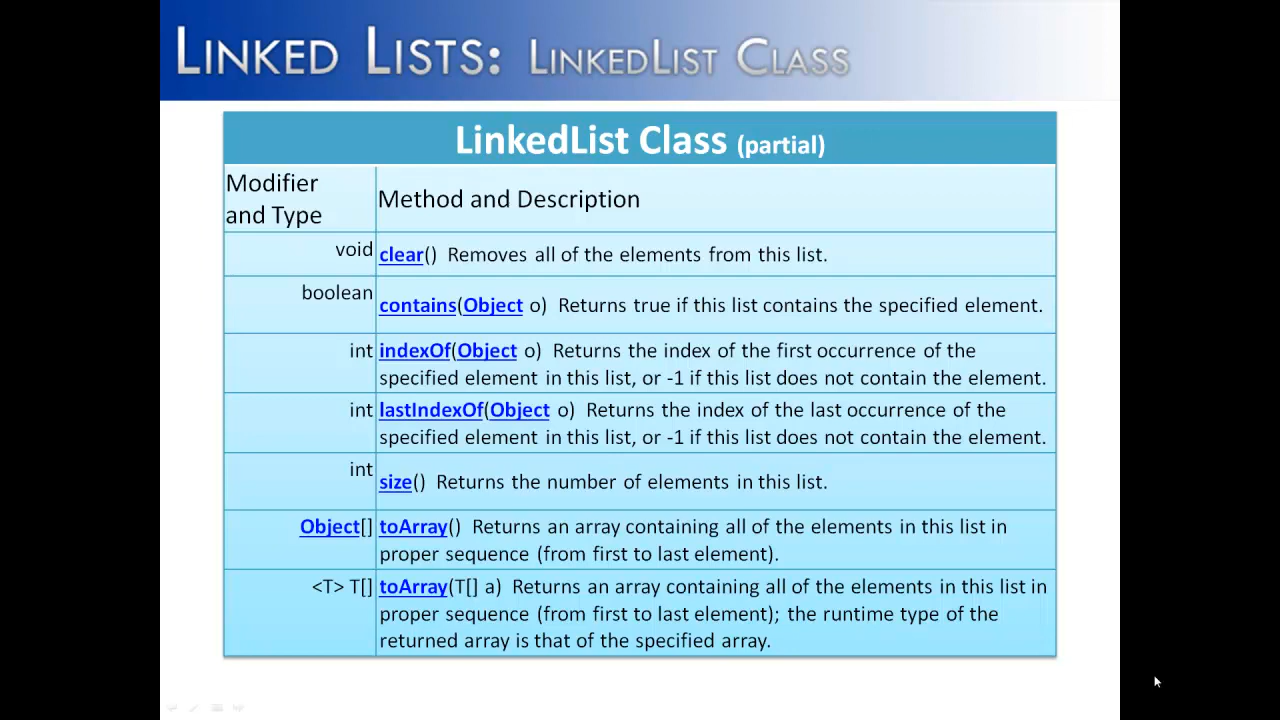 LINKED LISTS: LINKEDLIST CLASS
LinkedList Class (partial)
Modifier
and Type
Method and Description
void
clear() Removes all of the elements from this list.
boolean
contains(Object o) Returns true if this list contains the specified element.
int
indexOf(Object o) Returns the index of the first occurrence of the
specified element in this list, or -1 if this list does not contain the element.
int
lastIndexOf(Object o) Returns the index of the last occurrence of the
specified element in this list, or -1 if this list does not contain the element.
int
size() Returns the number of elements in this list.
Object[]
toArray() Returns an array containing all of the elements in this list in
proper sequence (from first to last element).
<T> T[]
toArray(T[] a) Returns an array containing all of the elements in this list in
proper sequence (from first to last element); the runtime type of the
returned array is that of the specified array.